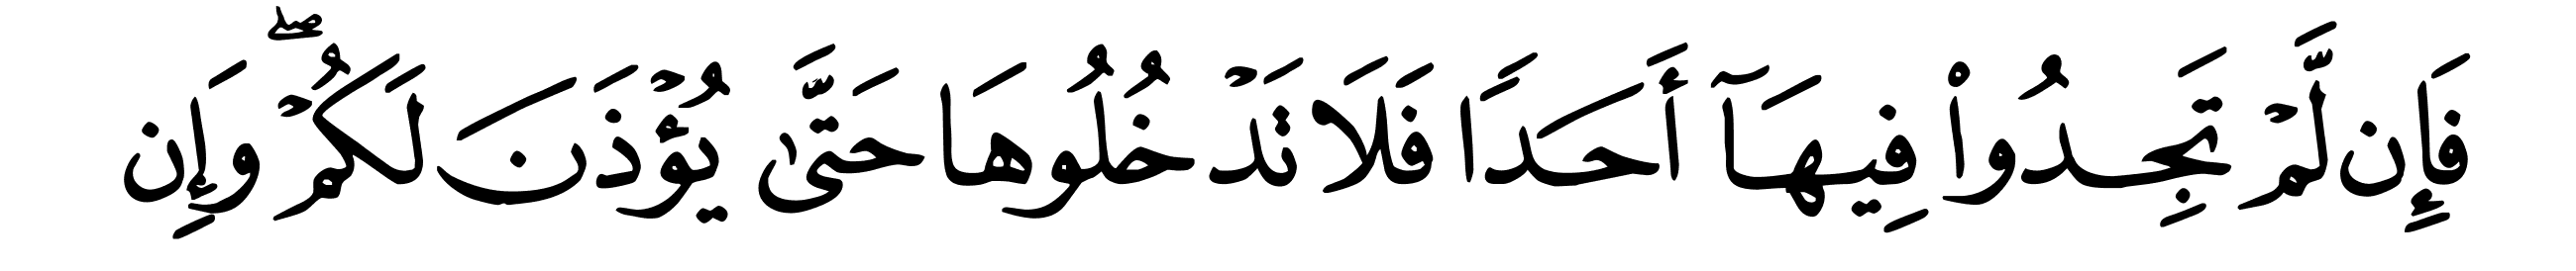 فَإِن لَّمْ تَجِدُوا۟ فِيهَآ أَحَدًا فَلَا تَدْخُلُوهَا حَتَّىٰ يُؤْذَنَ لَكُمْ ۖ وَإِن